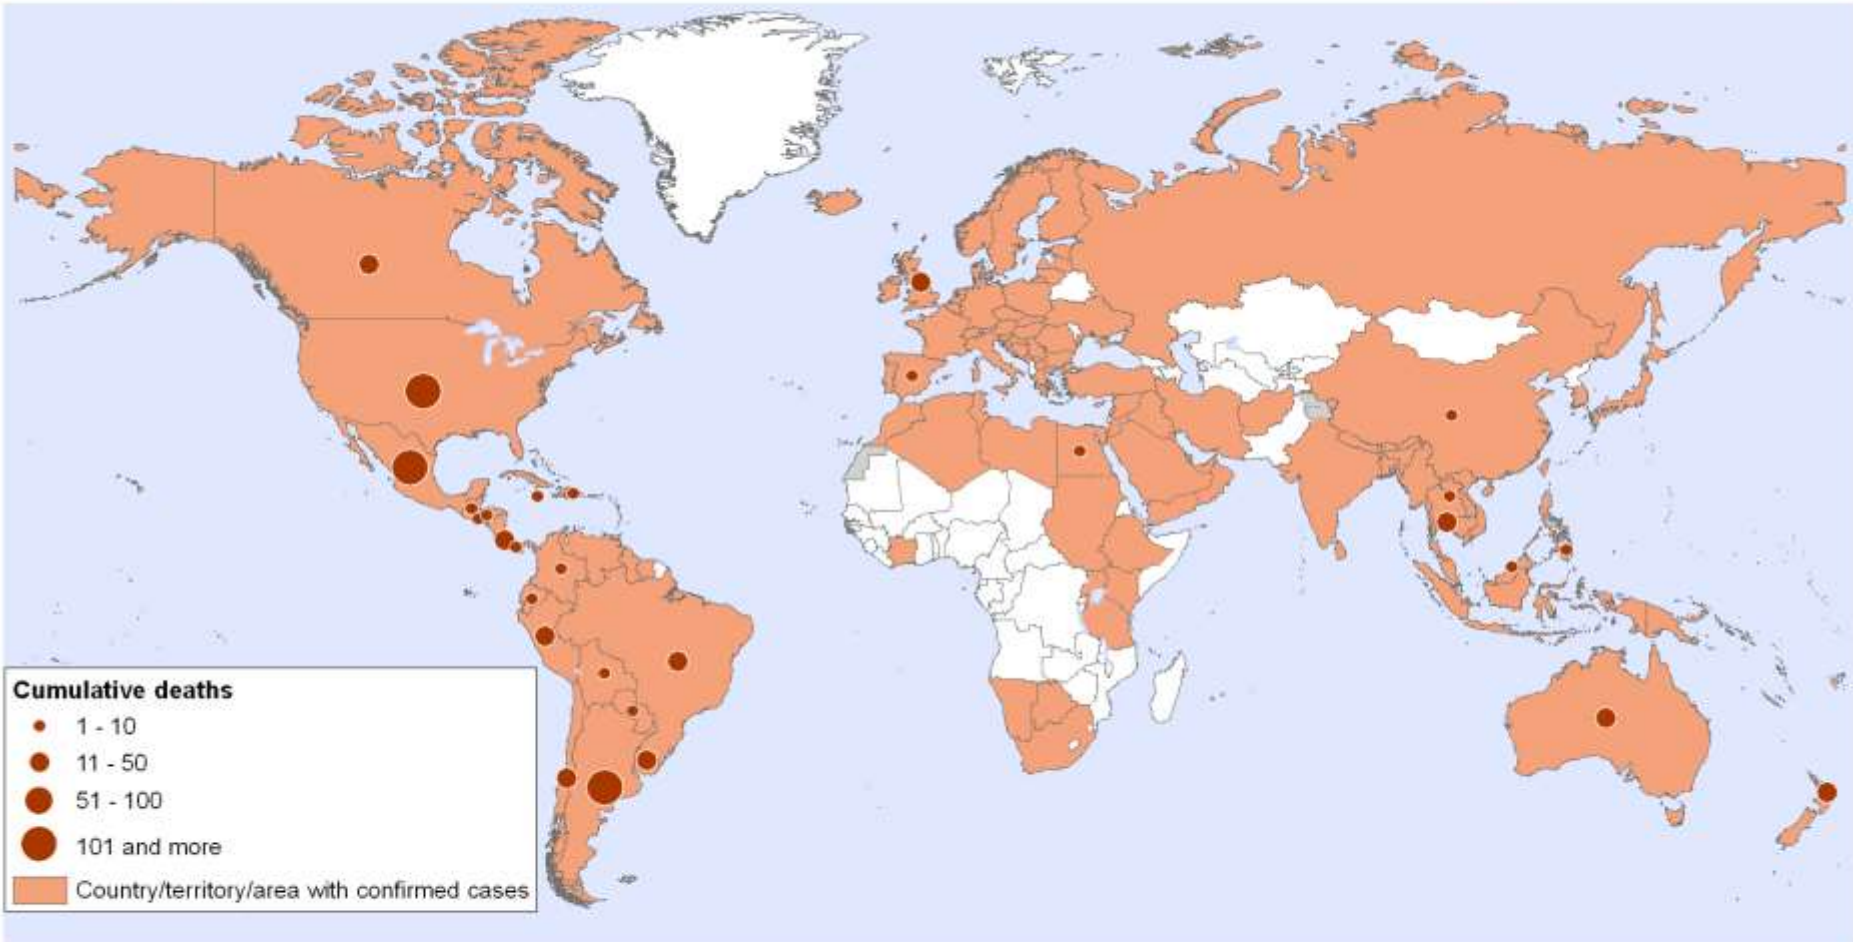 Cumulative deaths
1 - 10
11 - 50
51 - 100
101 and more
Country/territory/area with confirmed cases